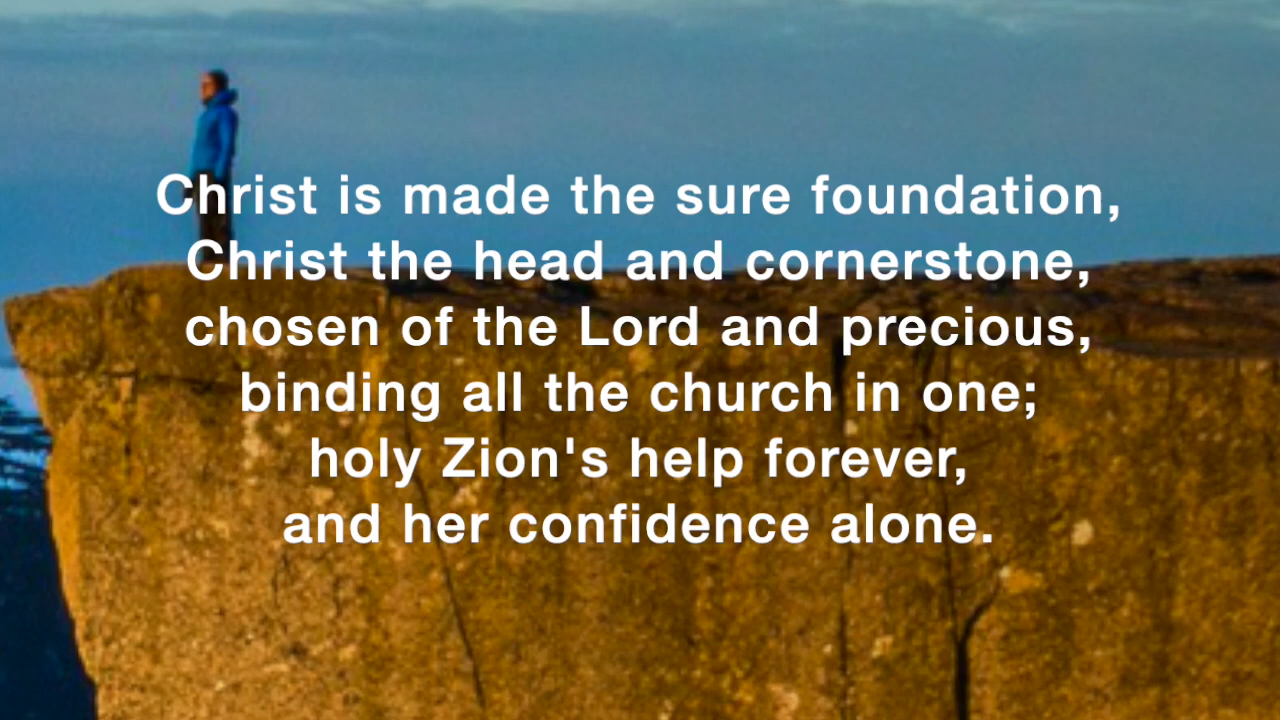 Christ is made the sure foundation,
Christ the head and cornerstone,
chosen of the Lord and precious,
binding all the church in one;
holy Zion's help forever,
and her confidence alone.